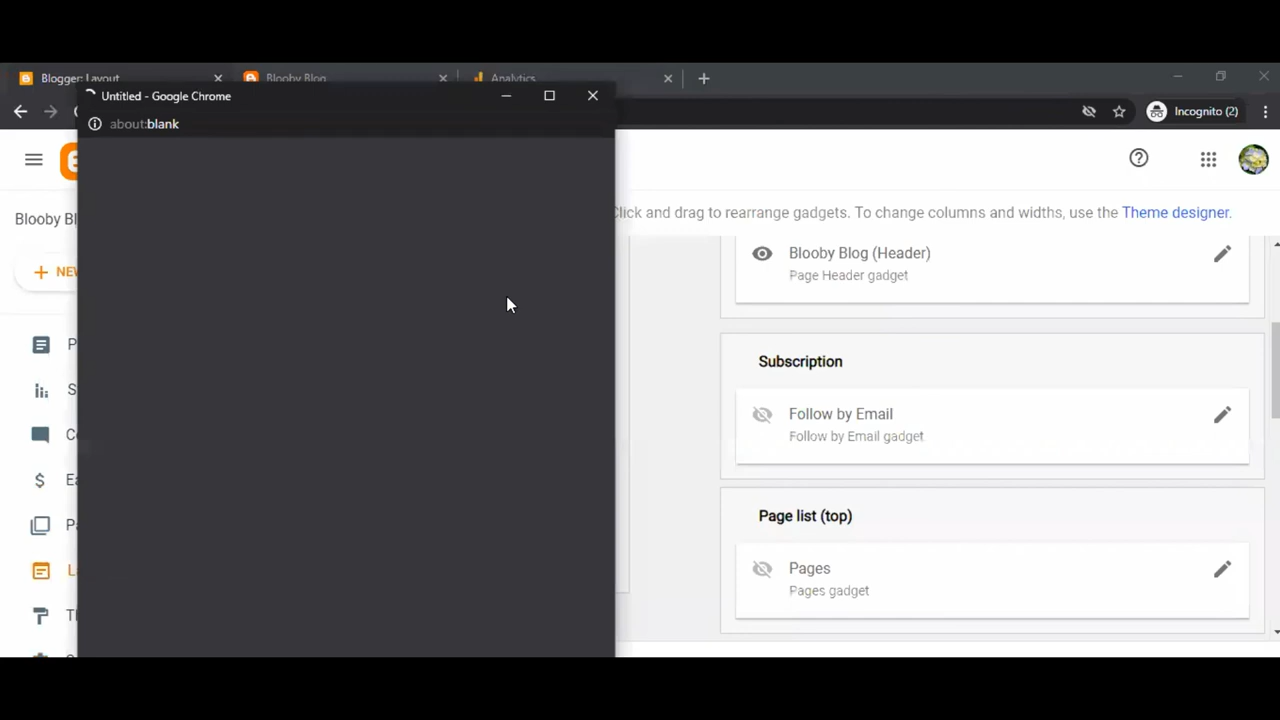 Blogger: Layout
Blooby Blog
Analytics
Untitled - Google Chrome
about:blank
Incognito (2)
Blooby Bl
Click and drag to rearrange gadgets. To change columns and widths, use the Theme designer.
NEW
Blooby Blog (Header)
Page Header gadget
P
Subscription
S
Follow by Email
Follow by Email gadget
C
Ea
Page list (top)
Pa
Pages
Pages gadget
L
T